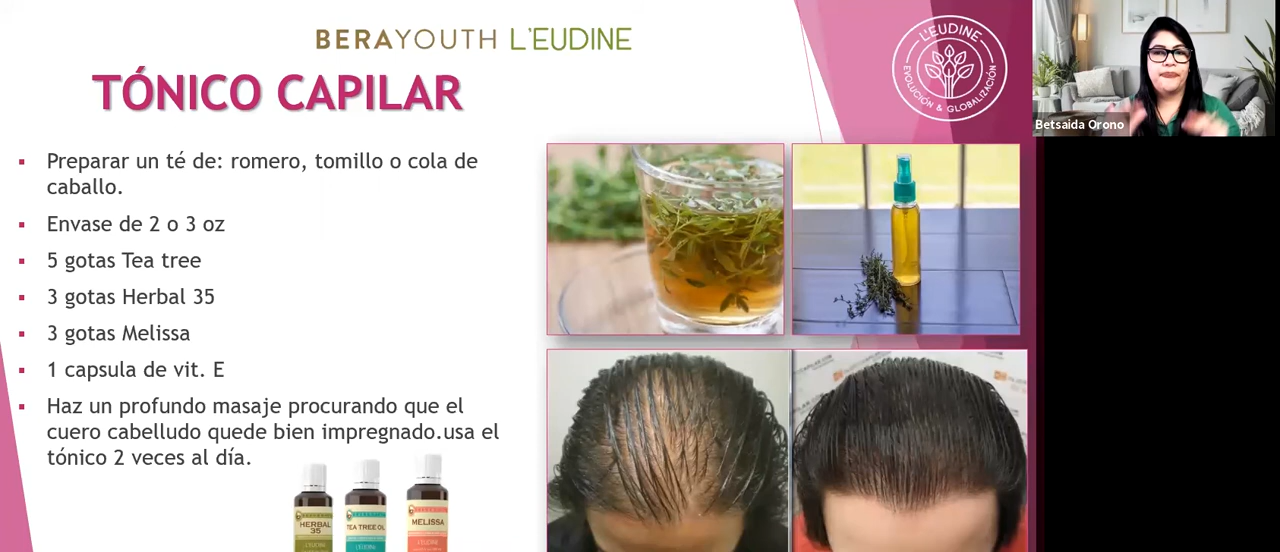 BERAYOUTH L'EUDINE
TÓNICO CAPILAR
▪ Preparar un té de: romero, tomillo o cola de
caballo.
▪ Envase de 2 o 3 oz
▪ 5 gotas Tea tree
▪ 3 gotas Herbal 35
▪ 3 gotas Melissa
▪ 1 capsula de vit. E
▪ Haz un profundo masaje procurando que el
cuero cabelludo quede bien impregnado.usa el
tónico 2 veces al día.
HERBAL
35
L'EUDINE
TEA TREE OIL
L'EUDINE
MELISSA
L'EUDINE
L'EUDINE
EVOLUCIÓN & GLOBALIZACIÓN
Betsaida Orono